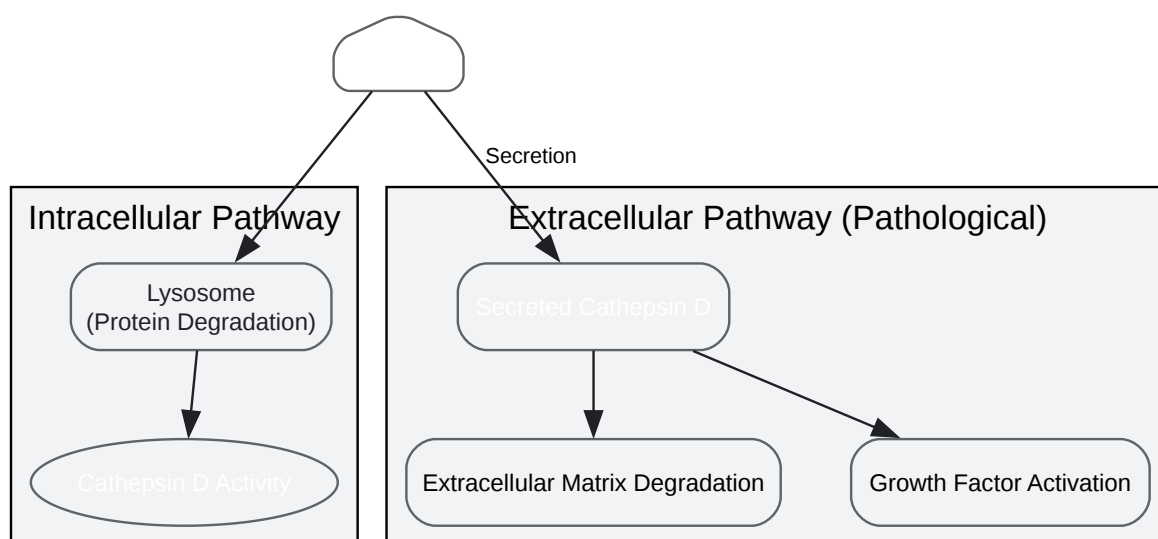 Secretion
Intracellular Pathway
Extracellular Pathway (Pathological)
Lysosome
(Protein Degradation)
Secreted Cathepsin D
Cathepsin D Activity
Extracellular Matrix Degradation
Growth Factor Activation